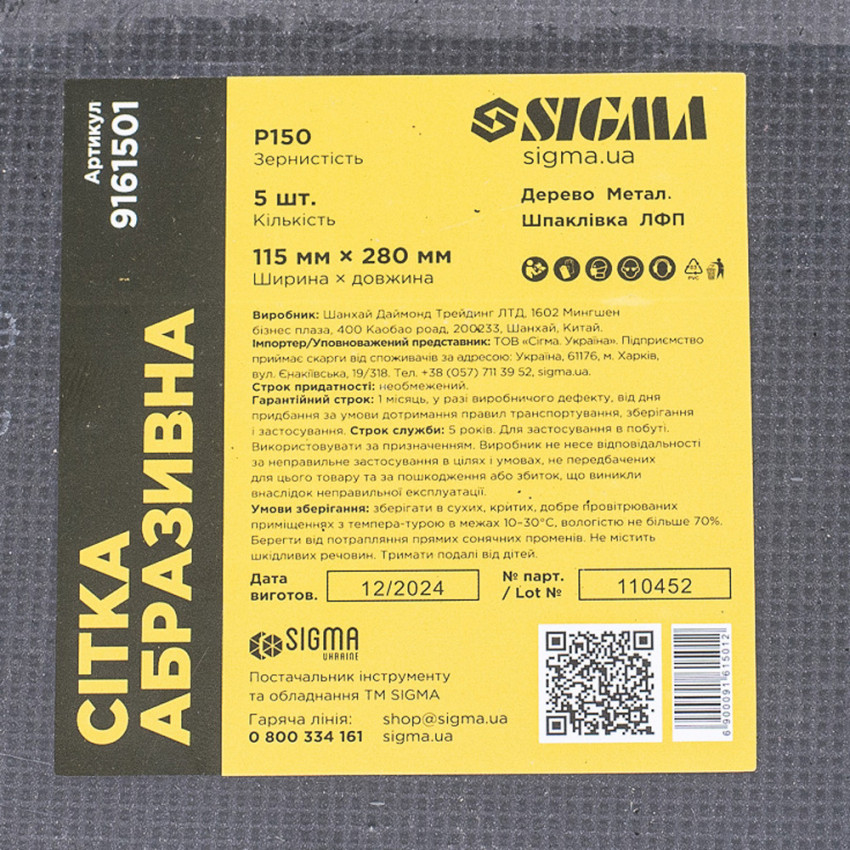 Артикул
9161501
СІТКА
АБРАЗИВНА
P150
Зернистість
5 шт.
Кількість
115 мм × 280 мм
Ширина × довжина
SIGMA
sigma.ua
Дерево Метал.
Шпаклівка ЛФП
PVC
Виробник: Шанхай Даймонд Трейдинг ЛТД, 1602 Мингшен
бізнес плаза, 400 Каобао роад, 200233, Шанхай, Китай.
Імпортер/Уповноважений представник: ТОВ «Сігма. Україна». Підприємство
приймає скарги від споживачів за адресою: Україна, 61176, м. Харків,
вул. Єнакіївська, 19/318. Тел. +38 (057) 711 39 52, sigma.ua.
Строк придатності: необмежений.
Гарантійний строк: 1 місяць, у разі виробничого дефекту, від дня
придбання за умови дотримання правил транспортування, зберігання
і застосування. Строк служби: 5 років. Для застосування в побуті.
Використовувати за призначенням. Виробник не несе відповідальності
за неправильне застосування в цілях і умовах, не передбачених
для цього товару та за пошкодження або збиток, що виникли
внаслідок неправильної експлуатації.
Умови зберігання: зберігати в сухих, критих, добре провітрюваних
приміщеннях з темпера-турою в межах 10-30°С, вологістю не більше 70%.
Берегти від потрапляння прямих сонячних променів. Не містить
шкідливих речовин. Тримати подалі від дітей.
Дата
виготов.
12/2024
№ парт.
/ Lot №
110452
SIGMA
UKRAINE
Постачальник інструменту
та обладнання ТМ SIGMA
Гаряча лінія:
0 800 334 161
shop@sigma.ua
sigma.ua
6 900091 615012